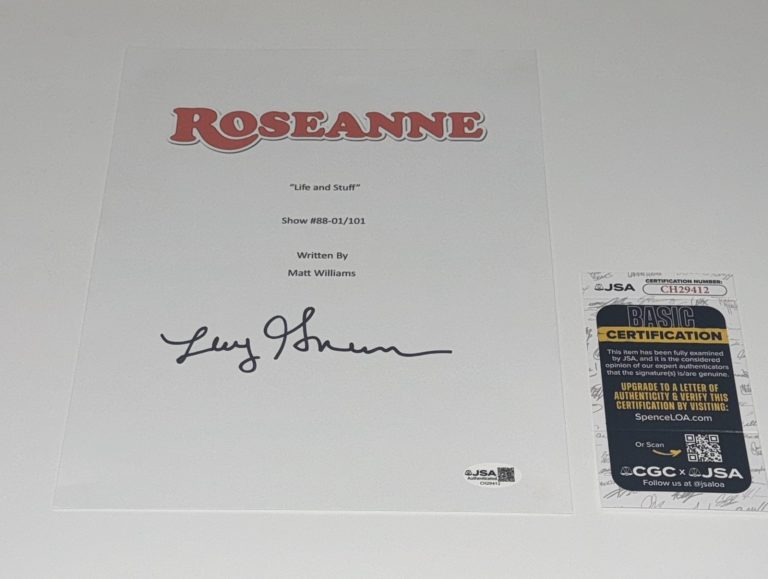 ROSEANNE
“Life and Stuff”
Show #88-01/101
Written By
Matt Williams
JSA
Authenticated
CH29412
JSA
CERTIFICATION NUMBER:
CH29412
BASIC
CERTIFICATION
This item has been fully examined
by JSA, and it is the considered
opinion of our expert authenticators
that the signature(s) is/are genuine.
UPGRADE TO A LETTER OF
AUTHENTICITY & VERIFY THIS
CERTIFICATION BY VISITING:
SpenceLOA.com
Or Scan
CGC x JSA
Follow us at @jsaloa